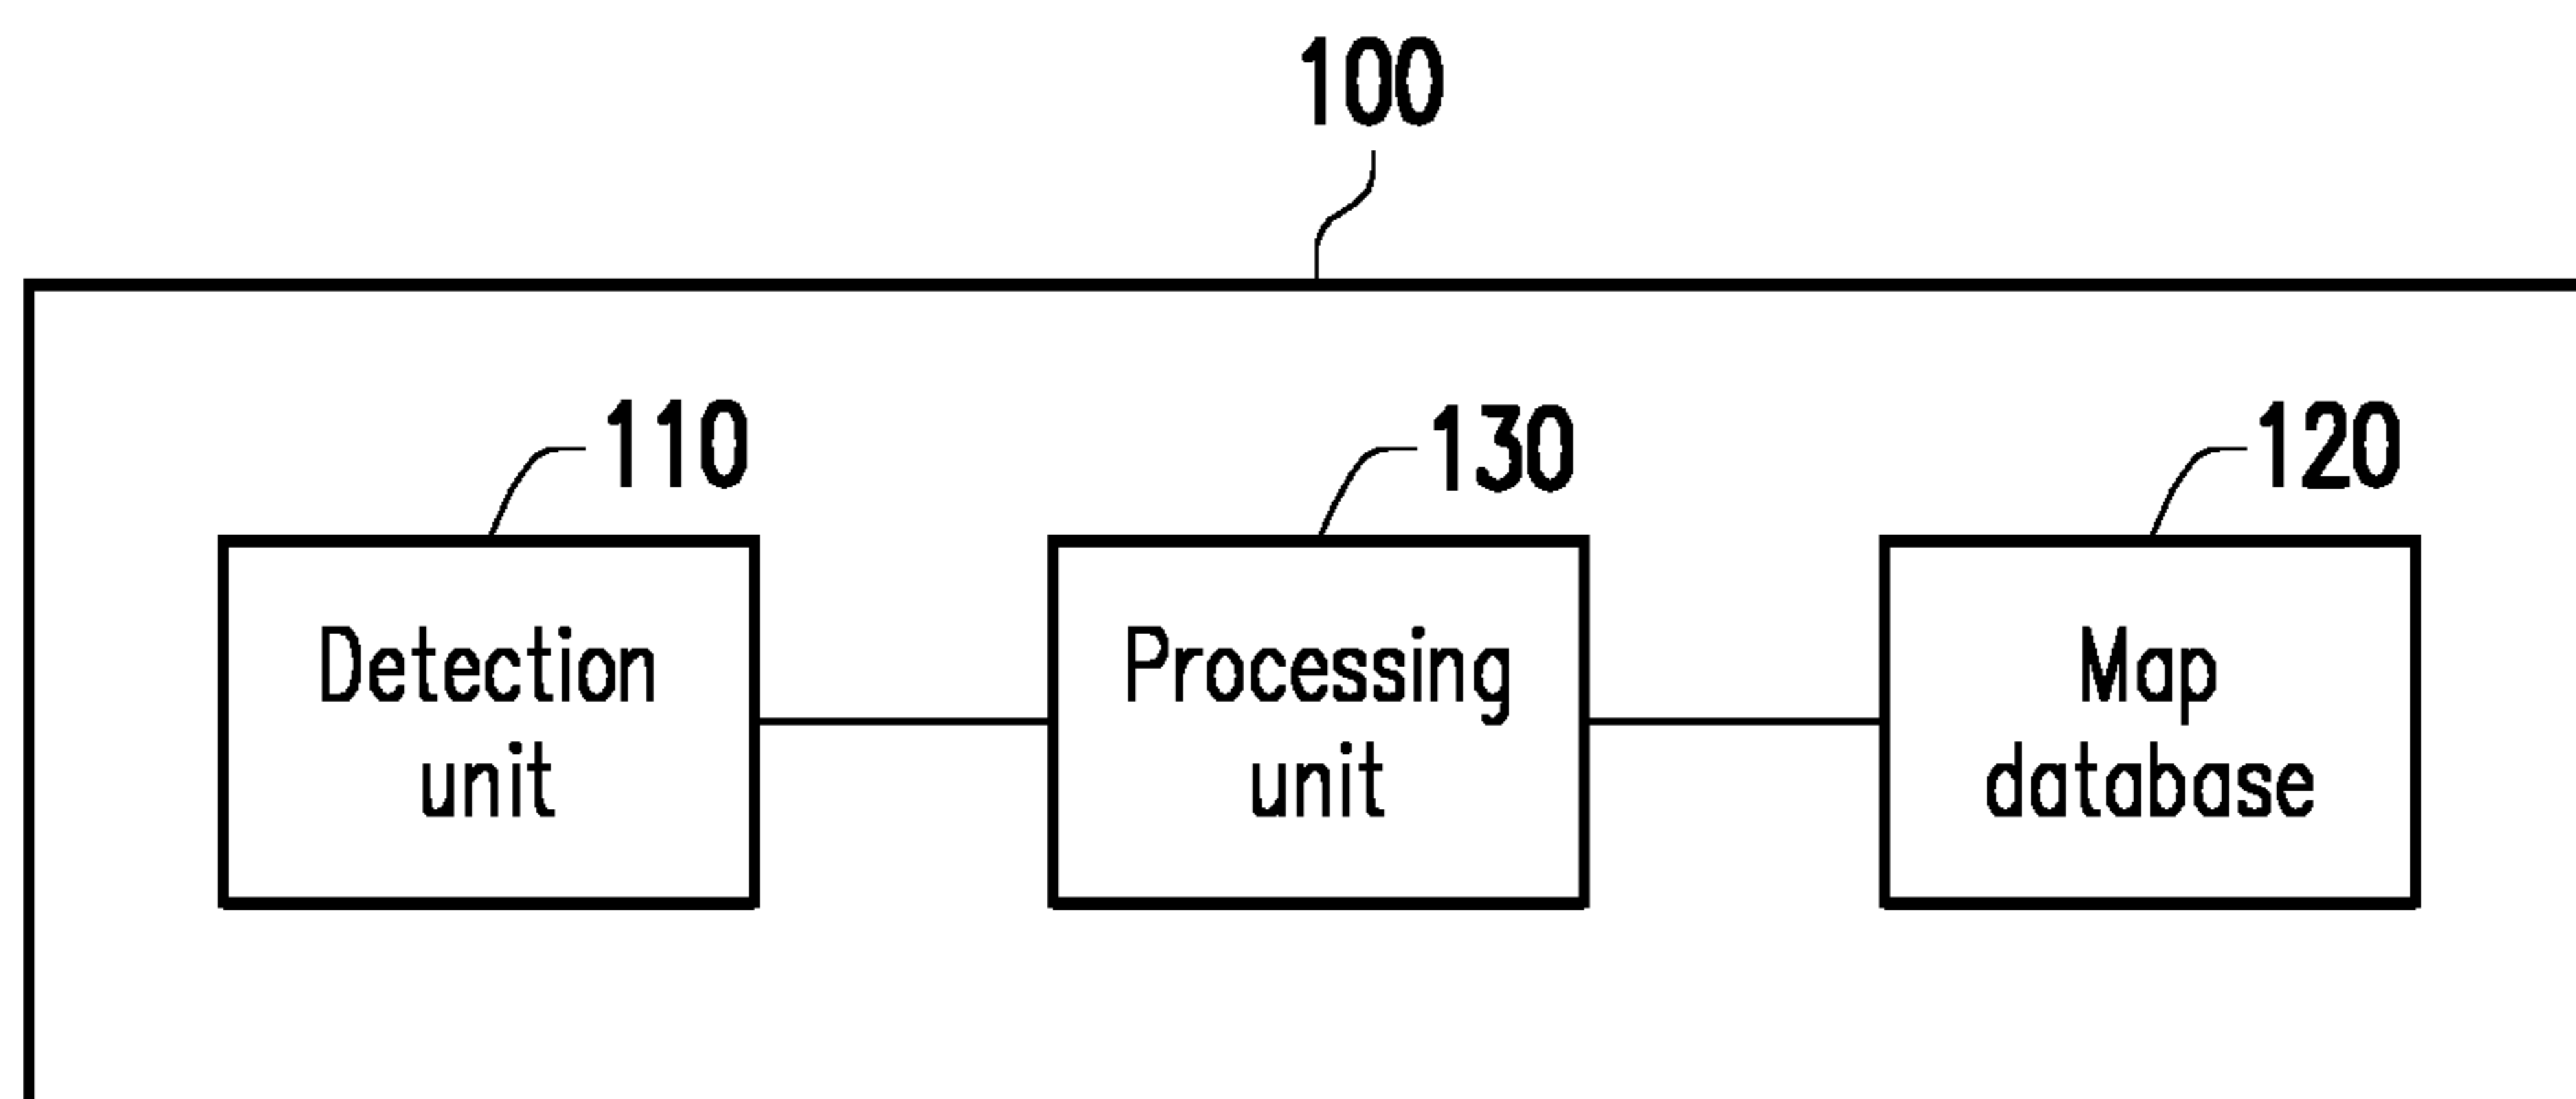 100
110
130
120
Detection
unit
Processing
unit
Map
database